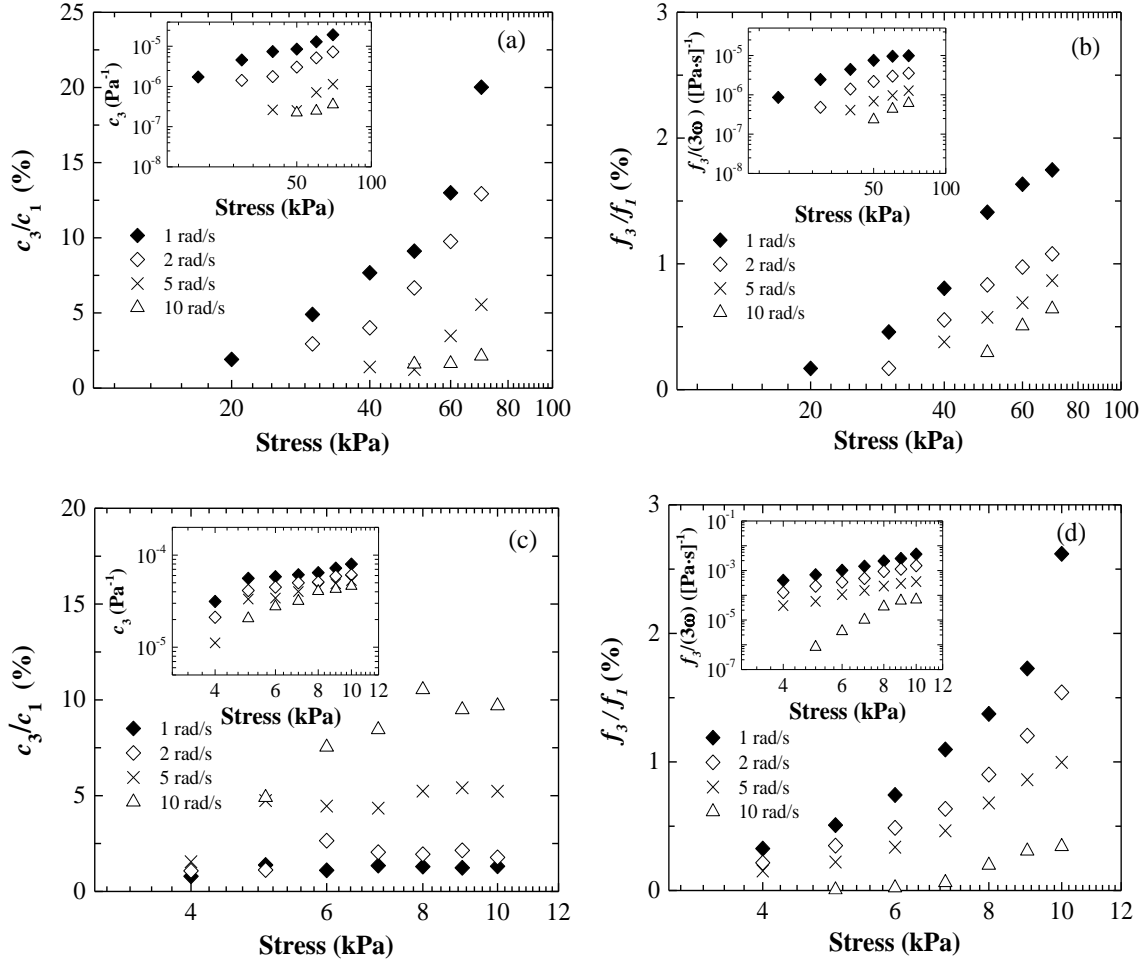 25
20
15
10
5
0
c3/c1 (%)
20
40
60
80
100
Stress (kPa)
(a)
10-5
10-6
10-7
10-8
c3 (Pa-1)
50
100
Stress (kPa)
1 rad/s
2 rad/s
5 rad/s
10 rad/s
3
2
1
0
f3/f1 (%)
20
40
60
80
100
Stress (kPa)
(b)
10-5
10-6
10-7
10-8
f3/(3ω) ([Pa·s]-1)
50
100
Stress (kPa)
1 rad/s
2 rad/s
5 rad/s
10 rad/s
20
15
10
5
0
c3/c1 (%)
4
6
8
10
12
Stress (kPa)
(c)
10-4
10-5
c3 (Pa-1)
4
6
8
10
12
Stress (kPa)
1 rad/s
2 rad/s
5 rad/s
10 rad/s
3
2
1
0
f3/f1 (%)
4
6
8
10
12
Stress (kPa)
(d)
10-1
10-3
10-5
10-7
f3/(3ω) ([Pa·s]-1)
4
6
8
10
12
Stress (kPa)
1 rad/s
2 rad/s
5 rad/s
10 rad/s